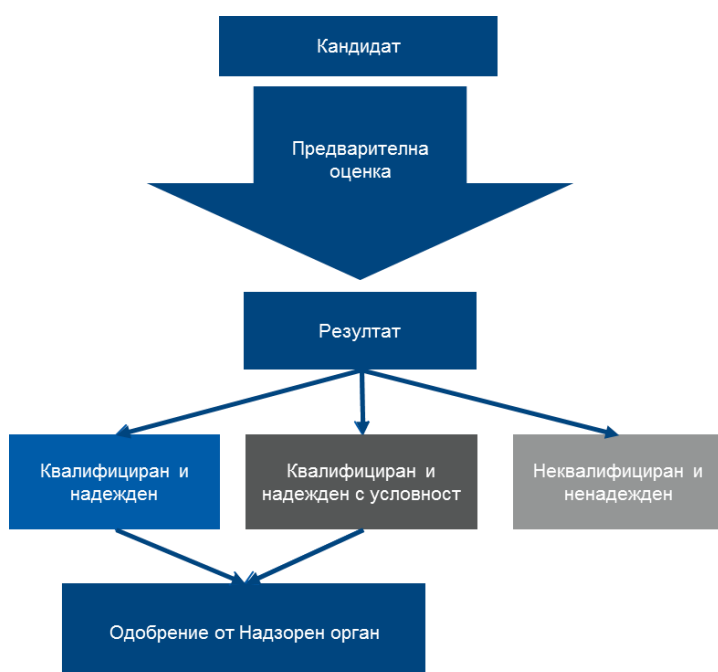 Кандидат
Предварителна
оценка
Резултат
Квалифициран и
надежден
Квалифициран и
надежден с условност
Неквалифициран и
ненадежден
Одобрение от Надзорен орган